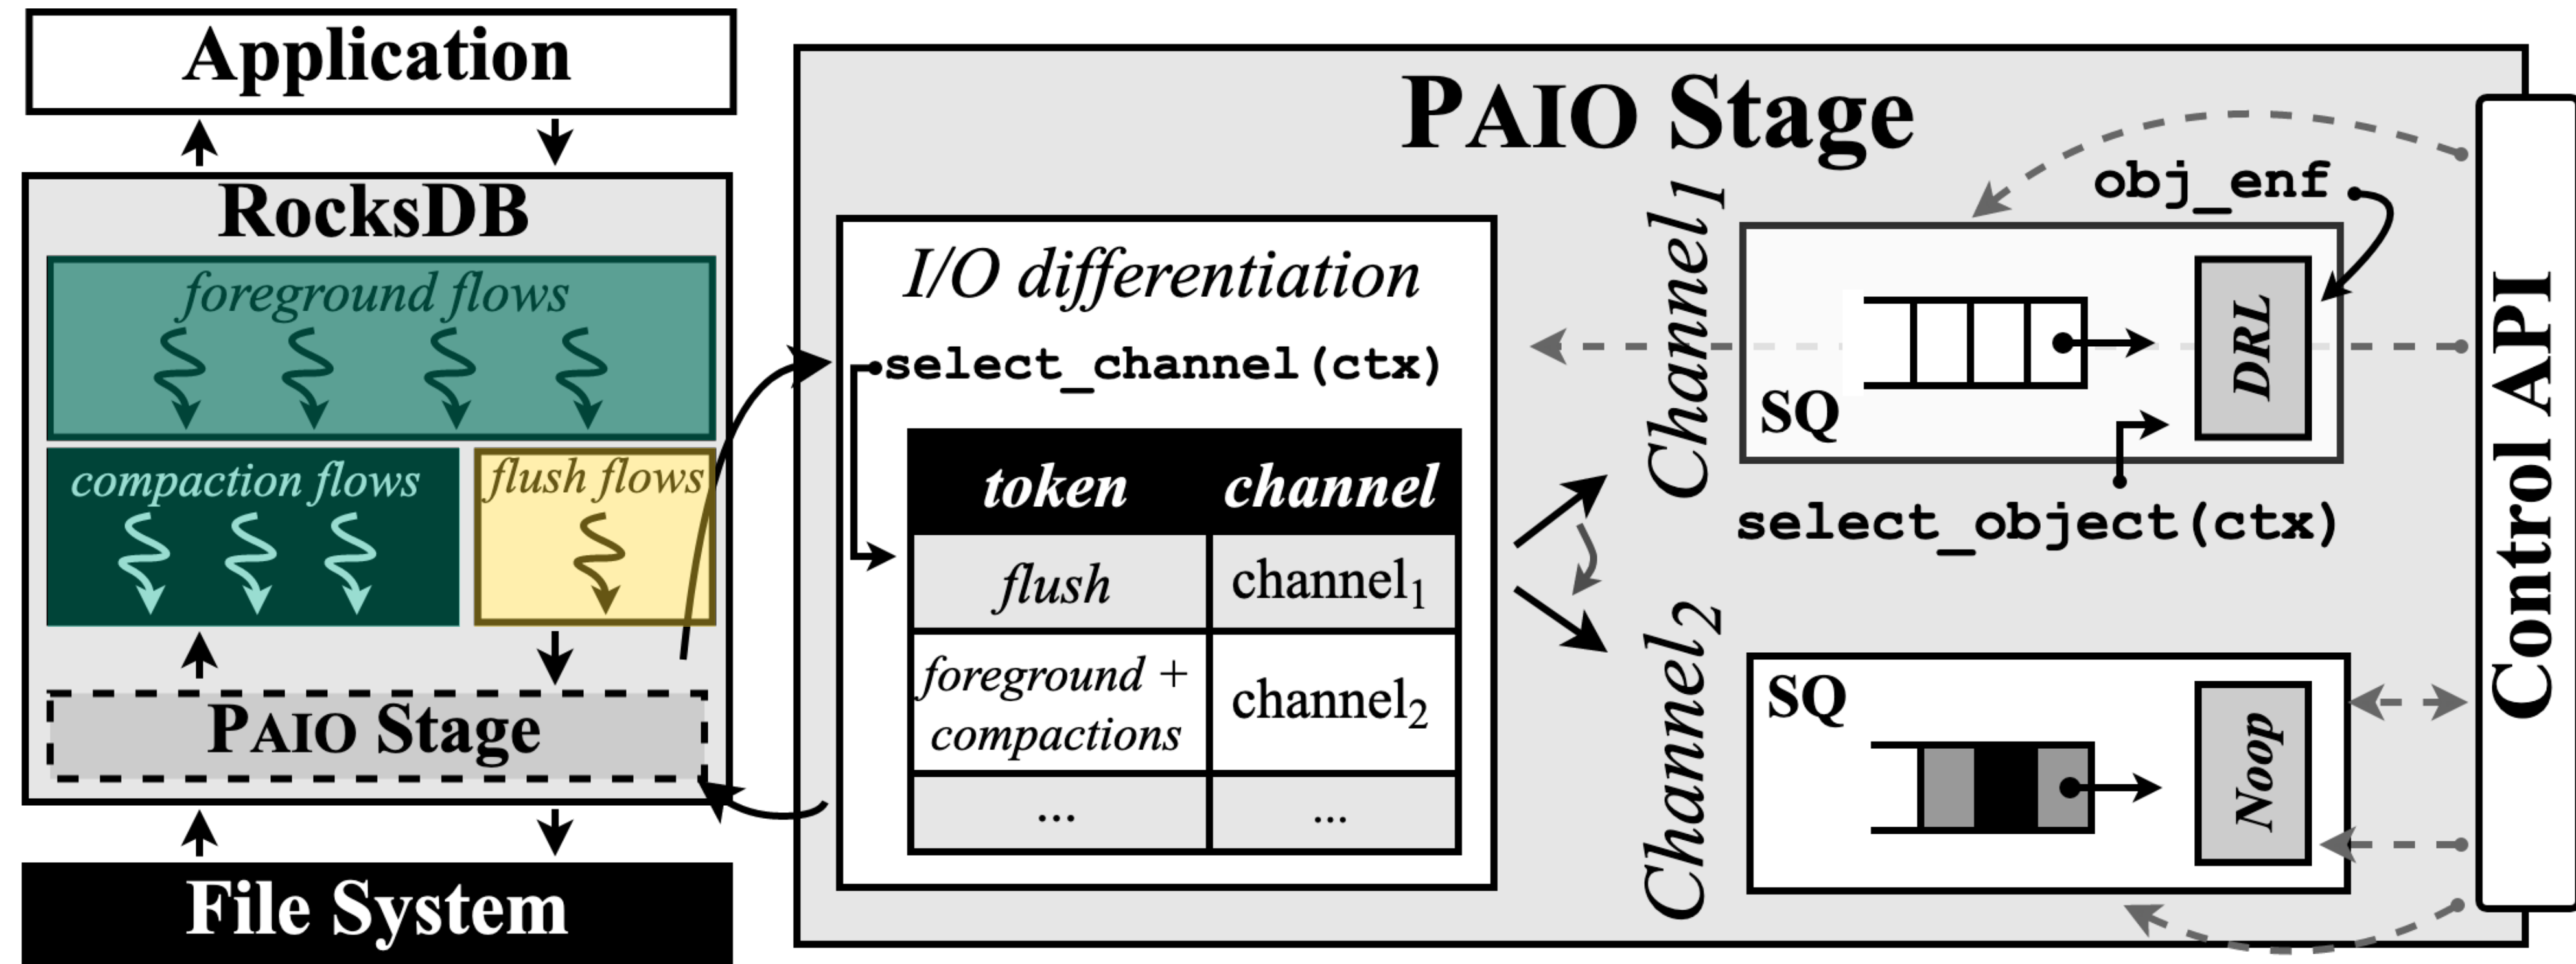 Application
RocksDB
foreground flows
compaction flows
flush flows
PAIO Stage
File System
PAIO Stage
I/O differentiation
select_channel(ctx)
token channel
flush channel₁
foreground +
compactions channel₂
... ...
Channel₁
obj_enf
SQ
DRL
select_object(ctx)
Channel₂
SQ
Noop
Control API